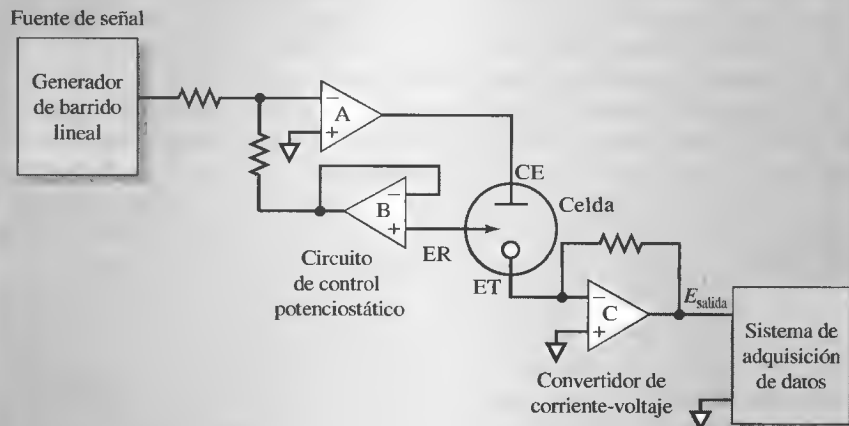 Fuente de señal
Generador
de barrido
lineal
−
A
+
−
B
+
CE
Celda
ER
ET
Circuito
de control
potenciostático
−
C
+
E salida
Convertidor de
corriente-voltaje
Sistema de
adquisición
de datos